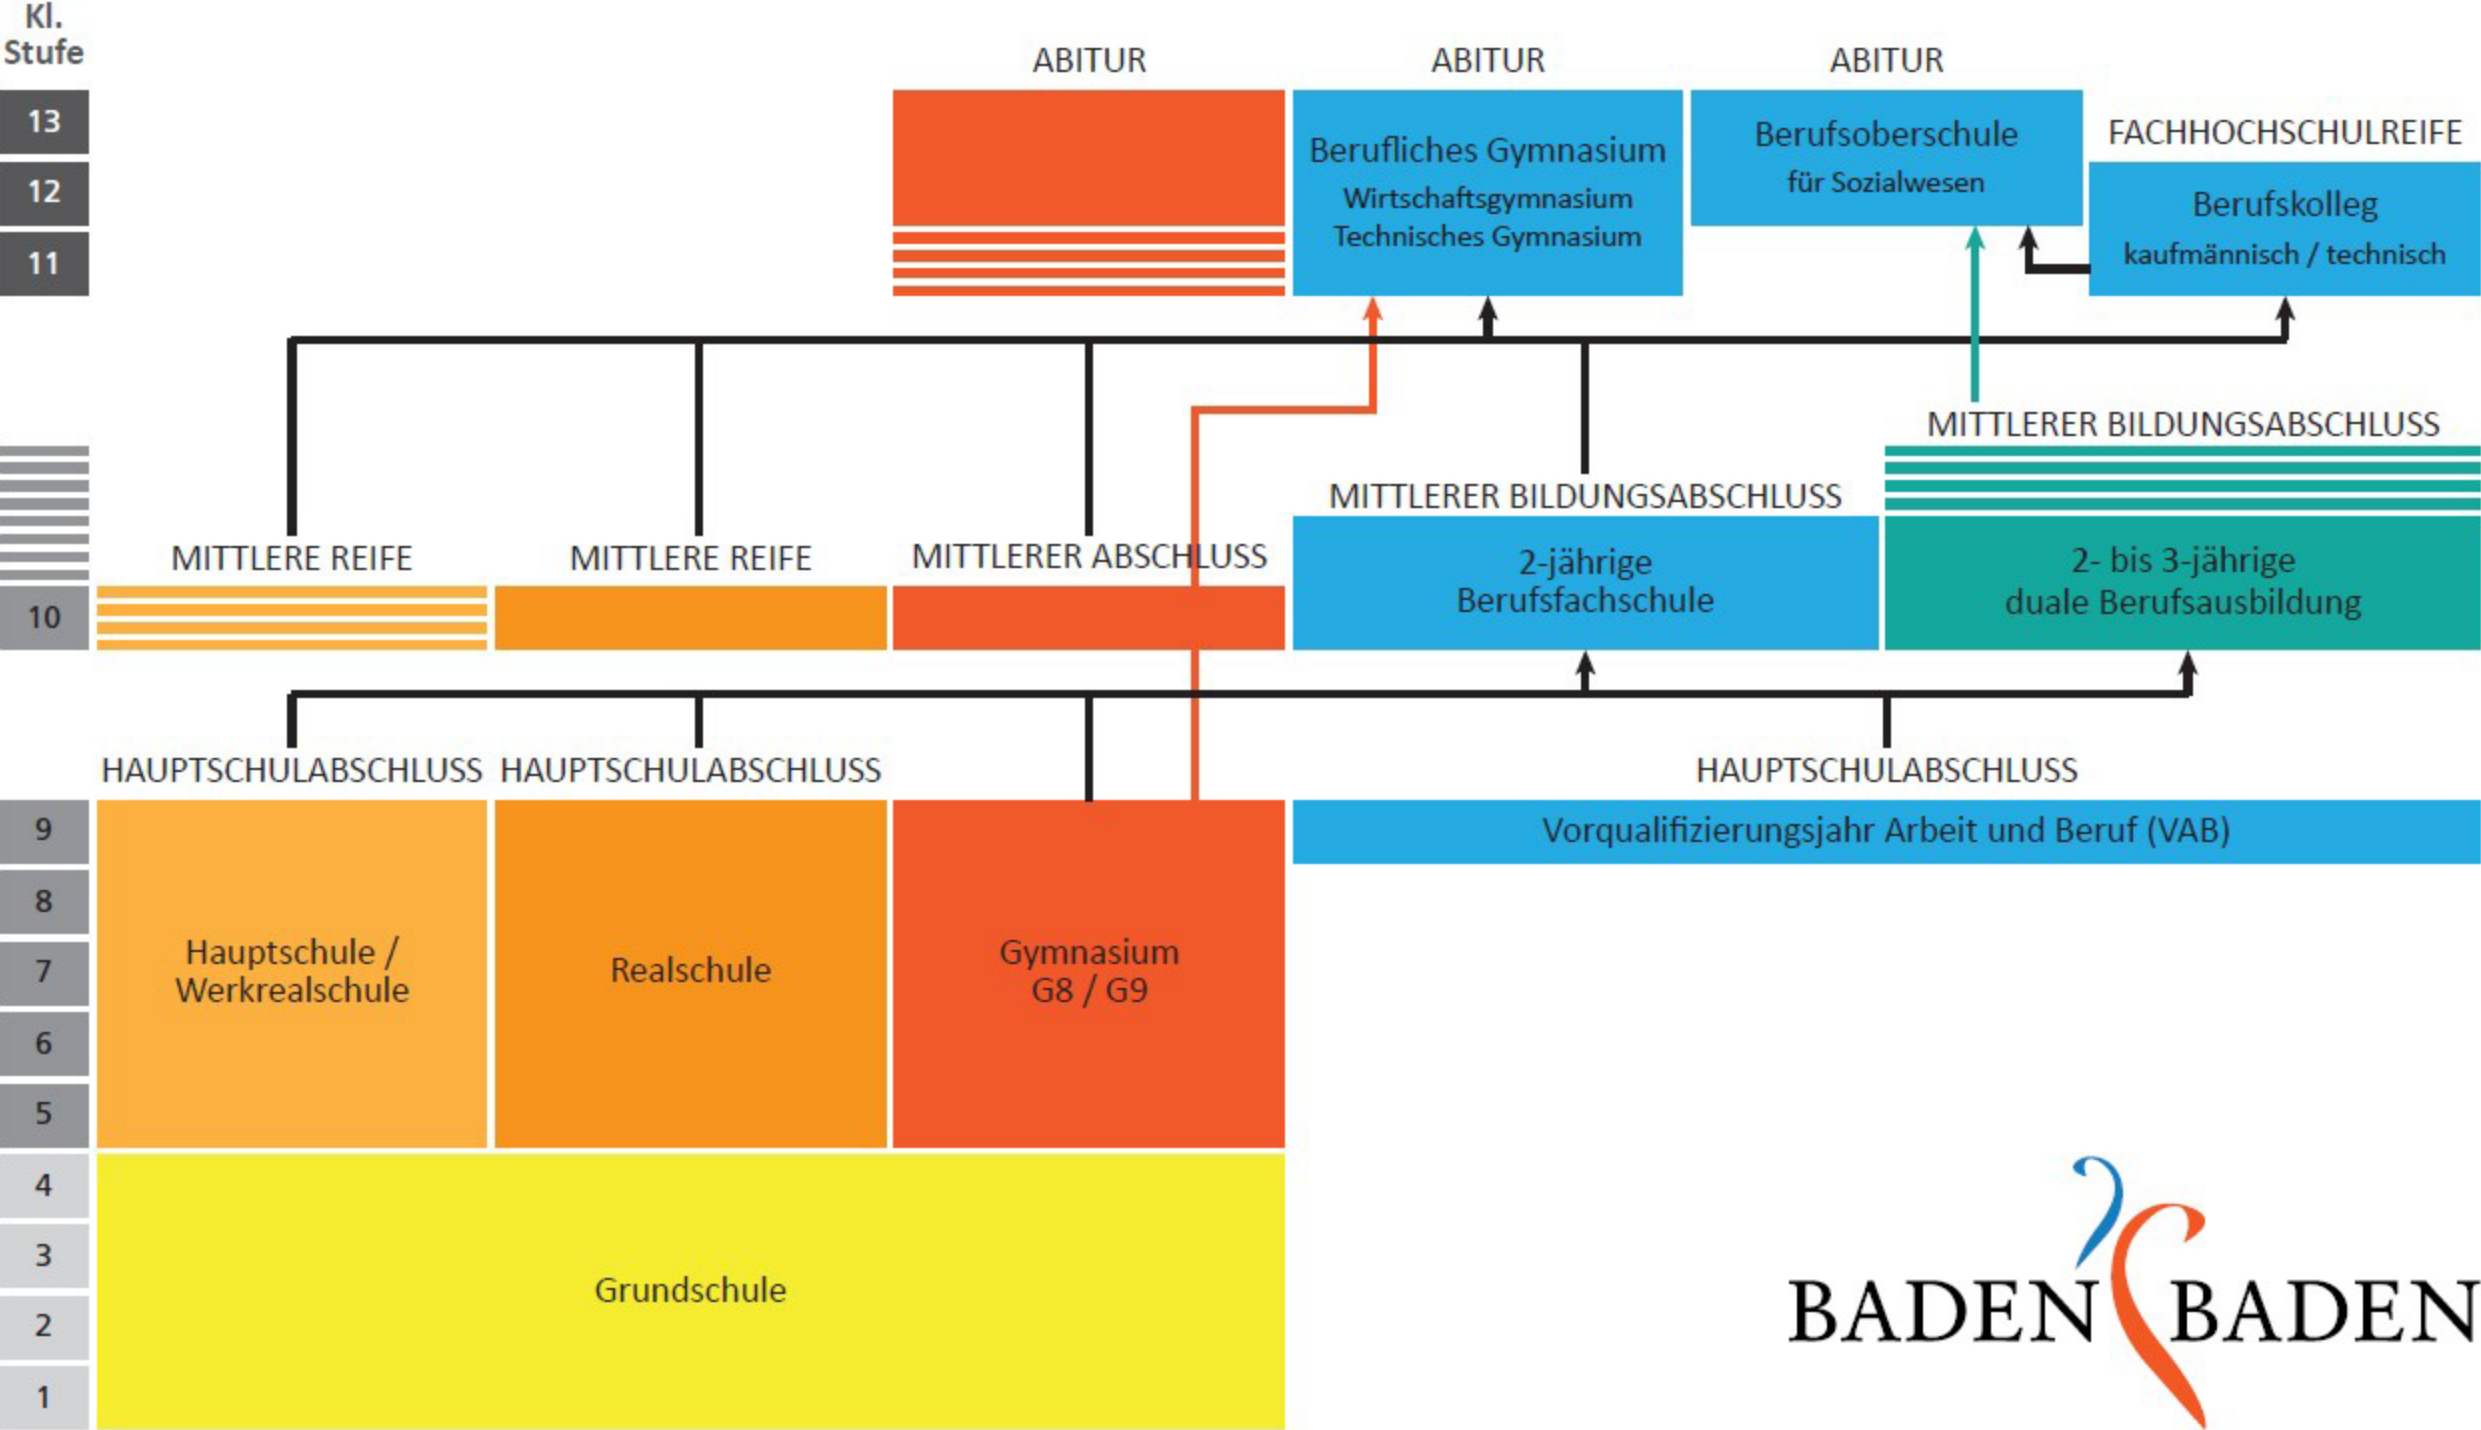 Kl.
Stufe
ABITUR
ABITUR
ABITUR
13
Berufliches Gymnasium
Wirtschaftsgymnasium
Technisches Gymnasium
Berufsoberschule
für Sozialwesen
FACHHOCHSCHULREIFE
12
Berufskolleg
kaufmännisch / technisch
11
MITTLERER BILDUNGSABSCHLUSS
MITTLERER BILDUNGSABSCHLUSS
MITTLERE REIFE
MITTLERE REIFE
MITTLERER ABSCHLUSS
2-jährige
Berufsfachschule
2- bis 3-jährige
duale Berufsausbildung
10
HAUPTSCHULABSCHLUSS
HAUPTSCHULABSCHLUSS
HAUPTSCHULABSCHLUSS
9
Vorqualifizierungsjahr Arbeit und Beruf (VAB)
8
Hauptschule /
Werkrealschule
Realschule
Gymnasium
G8 / G9
7
6
5
4
3
Grundschule
BADEN BADEN
2
1